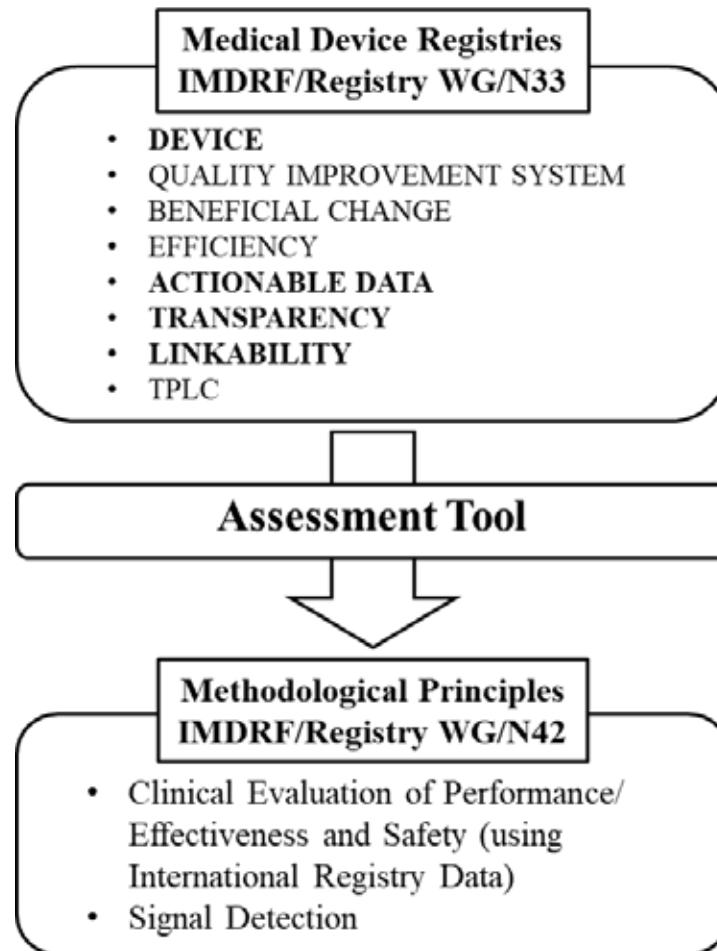 Medical Device Registries
IMDRF/Registry WG/N33
• DEVICE
• QUALITY IMPROVEMENT SYSTEM
• BENEFICIAL CHANGE
• EFFICIENCY
• ACTIONABLE DATA
• TRANSPARENCY
• LINKABILITY
• TPLC
Assessment Tool
Methodological Principles
IMDRF/Registry WG/N42
• Clinical Evaluation of Performance/
Effectiveness and Safety (using
International Registry Data)
• Signal Detection